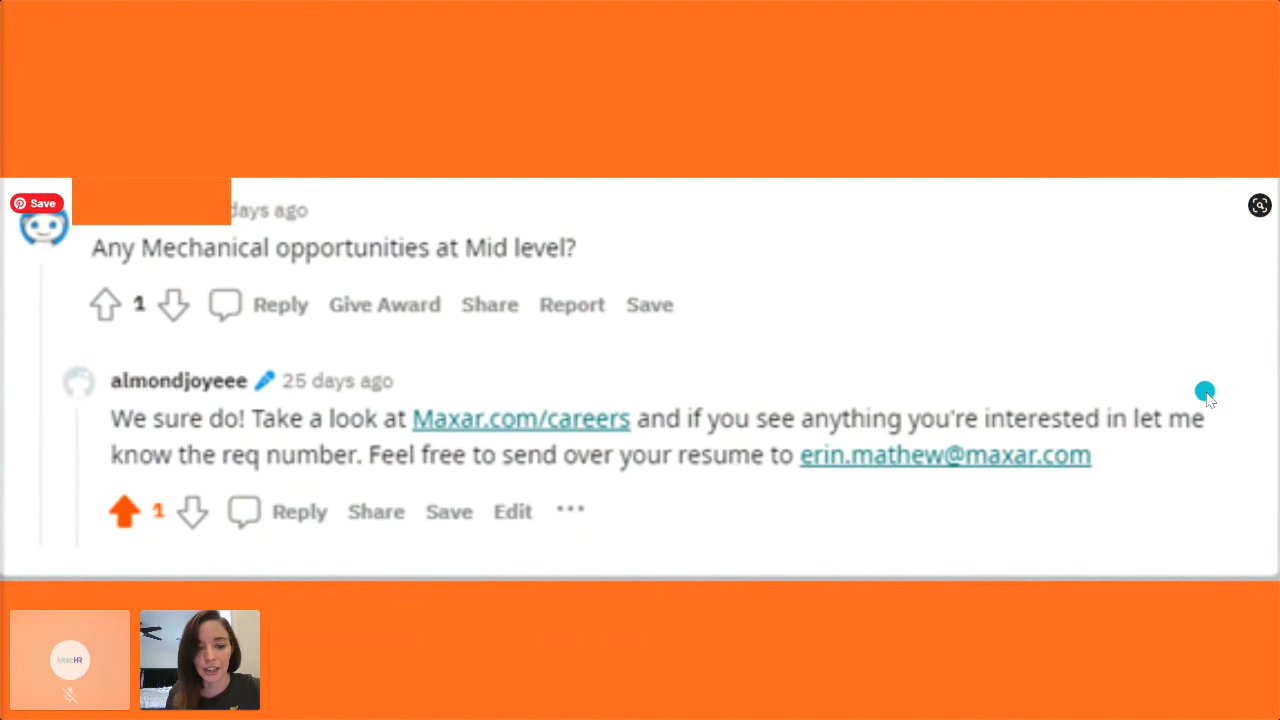 Save
days ago
Any Mechanical opportunities at Mid level?
1 Reply Give Award Share Report Save
almondjoyeee 25 days ago
We sure do! Take a look at Maxar.com/careers and if you see anything you're interested in let me
know the req number. Feel free to send over your resume to erin.mathew@maxar.com
1 Reply Share Save Edit ...